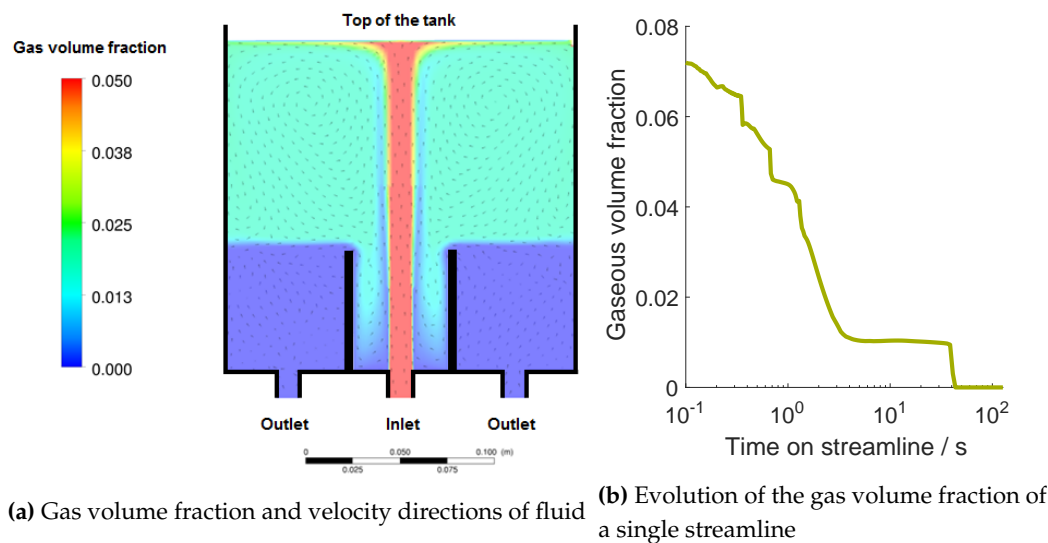 Top of the tank
Gas volume fraction
0.050
0.038
0.025
0.013
0.000
Outlet
Inlet
Outlet
0
0.050
0.100
(m)
0.025
0.075
(a) Gas volume fraction and velocity directions of fluid
0.08
0.06
0.04
0.02
0
Gaseous volume fraction
10^-1
10^0
10^1
10^2
Time on streamline / s
(b) Evolution of the gas volume fraction of
a single streamline